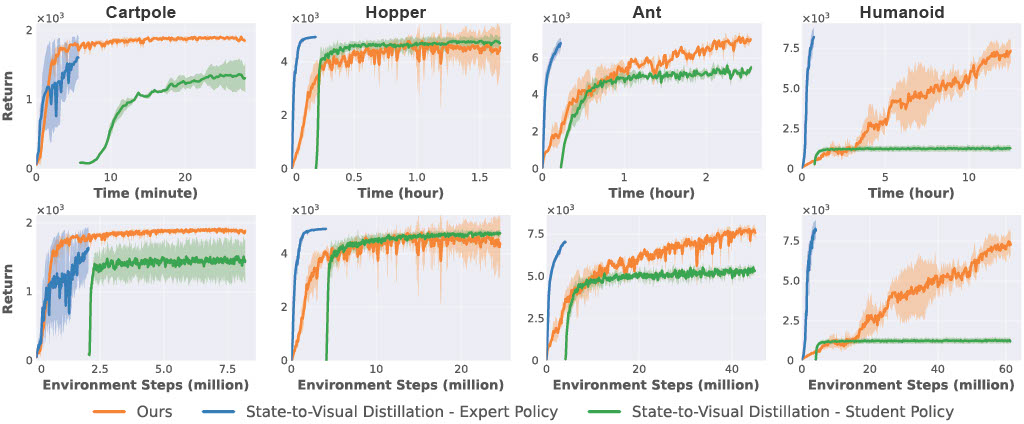 Cartpole Hopper Ant Humanoid
×10³ ×10³ ×10³ ×10³
Return
2
1
0
0 10 20
Time (minute)
4
2
0
0 0.5 1.0 1.5
Time (hour)
6
4
2
0
0 1 2
Time (hour)
7.5
5.0
2.5
0
0 5 10
Time (hour)
×10³ ×10³ ×10³ ×10³
Return
2
1
0
0 2.5 5.0 7.5
Environment Steps (million)
4
2
0
0 10 20
Environment Steps (million)
7.5
5.0
2.5
0
0 20 40
Environment Steps (million)
7.5
5.0
2.5
0
0 20 40 60
Environment Steps (million)
Ours State-to-Visual Distillation - Expert Policy State-to-Visual Distillation - Student Policy